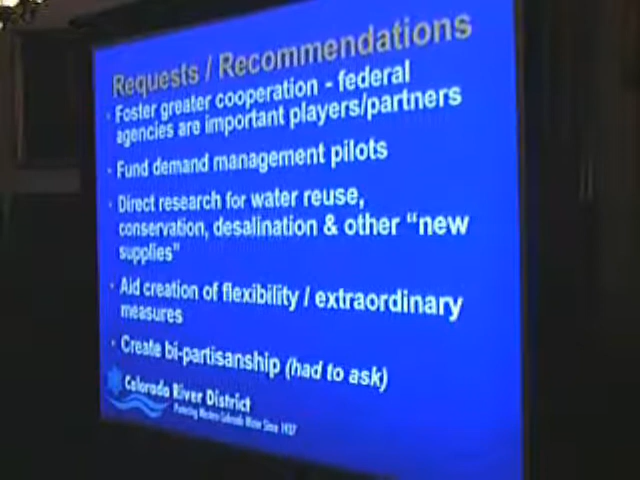 Requests / Recommendations
· Foster greater cooperation - federal
agencies are important players/partners
· Fund demand management pilots
· Direct research for water reuse,
conservation, desalination & other “new
supplies”
· Aid creation of flexibility / extraordinary
measures
· Create bi-partisanship (had to ask)
Colorado River District
Protecting Western Colorado Water Since 1937